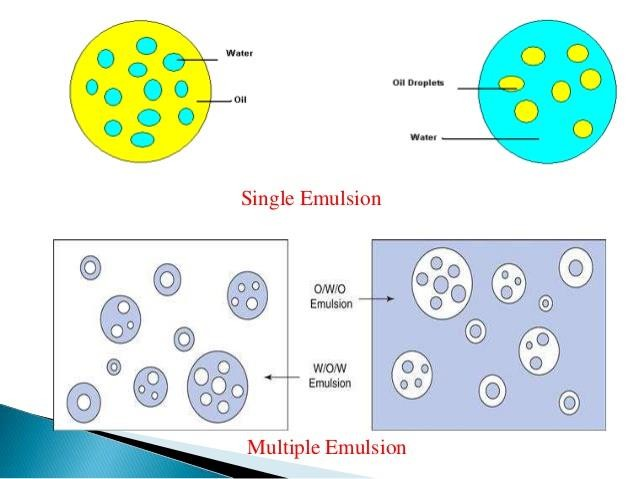 Water
Oil
Oil Droplets
Water
Single Emulsion
O/W/O
Emulsion
W/O/W
Emulsion
Multiple Emulsion